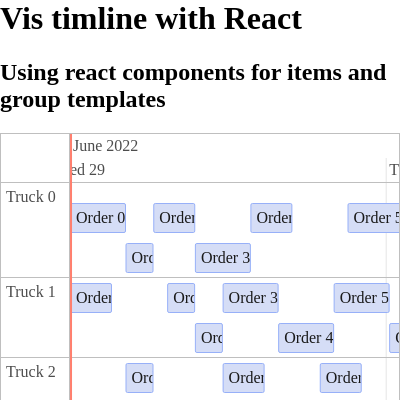 Vis timline with React
Using react components for items and
group templates
June 2022
ed 29
T
Truck 0
Order 0
Order
Order
Order 5
Orc
Order 3
Truck 1
Order
Orc
Order 3
Order 5
Orc
Order 4
Truck 2
Orc
Order
Order